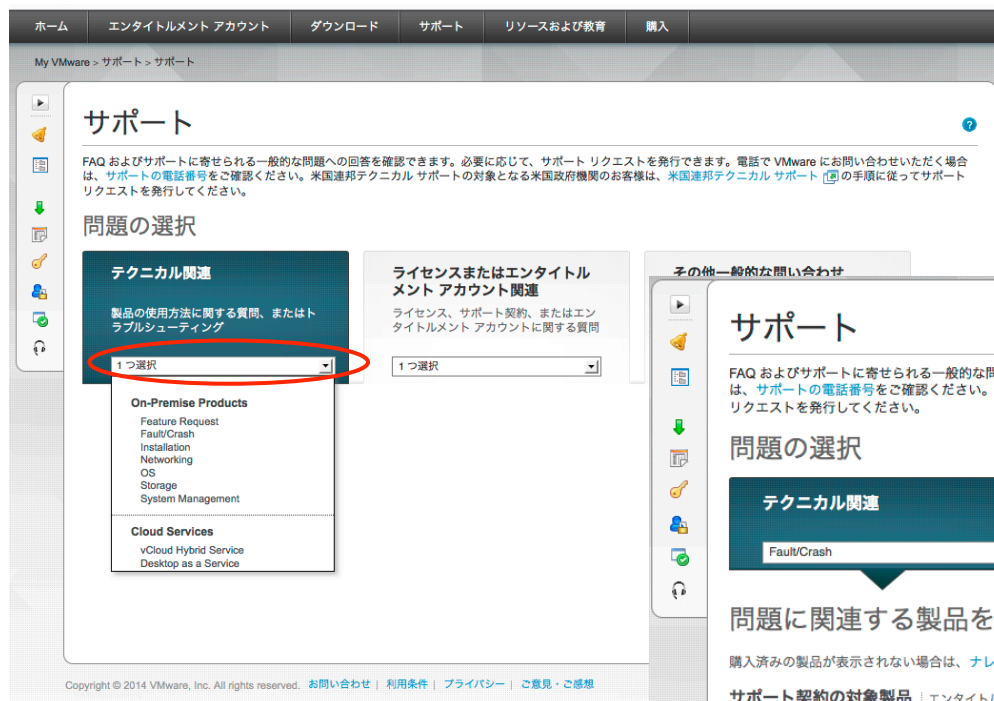 ホーム エンタイトルメント アカウント ダウンロード サポート リソースおよび教育 購入
My VMware > サポート > サポート
サポート
FAQ およびサポートに寄せられる一般的な問題への回答を確認できます。必要に応じて、サポート リクエストを発行できます。電話で VMware にお問い合わせいただく場合
は、サポートの電話番号をご確認ください。米国連邦テクニカル サポートの対象となる米国政府機関のお客様は、米国連邦テクニカル サポート の手順に従ってサポート
リクエストを発行してください。
問題の選択
テクニカル関連
製品の使用方法に関する質問、またはト
ラブルシューティング
1 つ選択
On-Premise Products
Feature Request
Fault/Crash
Installation
Networking
OS
Storage
System Management
Cloud Services
vCloud Hybrid Service
Desktop as a Service
ライセンスまたはエンタイトル
メント アカウント関連
ライセンス、サポート契約、またはエン
タイトルメント アカウントに関する質問
1 つ選択
その他一般的な問い合わせ
サポート
FAQ およびサポートに寄せられる一般的な問
は、サポートの電話番号をご確認ください。
リクエストを発行してください。
問題の選択
テクニカル関連
Fault/Crash
問題に関連する製品を
購入済みの製品が表示されない場合は、ナレ
サポート契約の対象製品 エンタイトル
Copyright © 2014 VMware, Inc. All rights reserved. お問い合わせ | 利用条件 | プライバシー | ご意見・ご感想